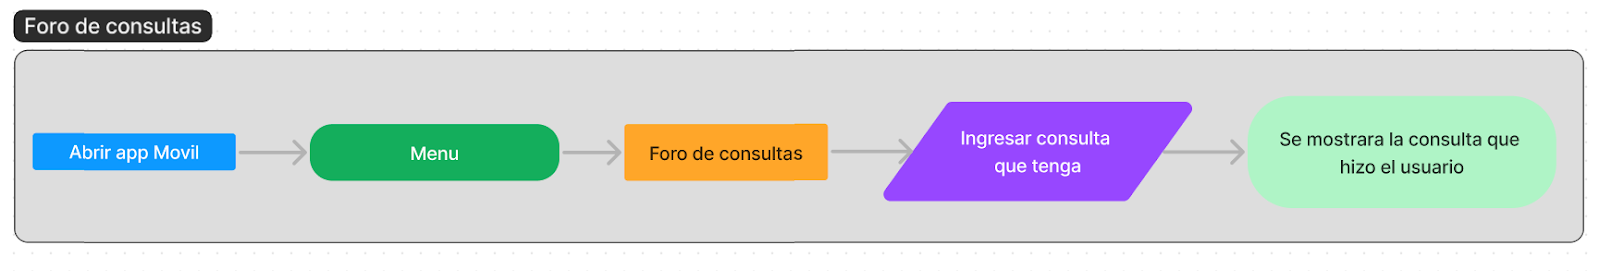 Foro de consultas
Abrir app Movil
Menu
Foro de consultas
Ingresar consulta
que tenga
Se mostrara la consulta que
hizo el usuario